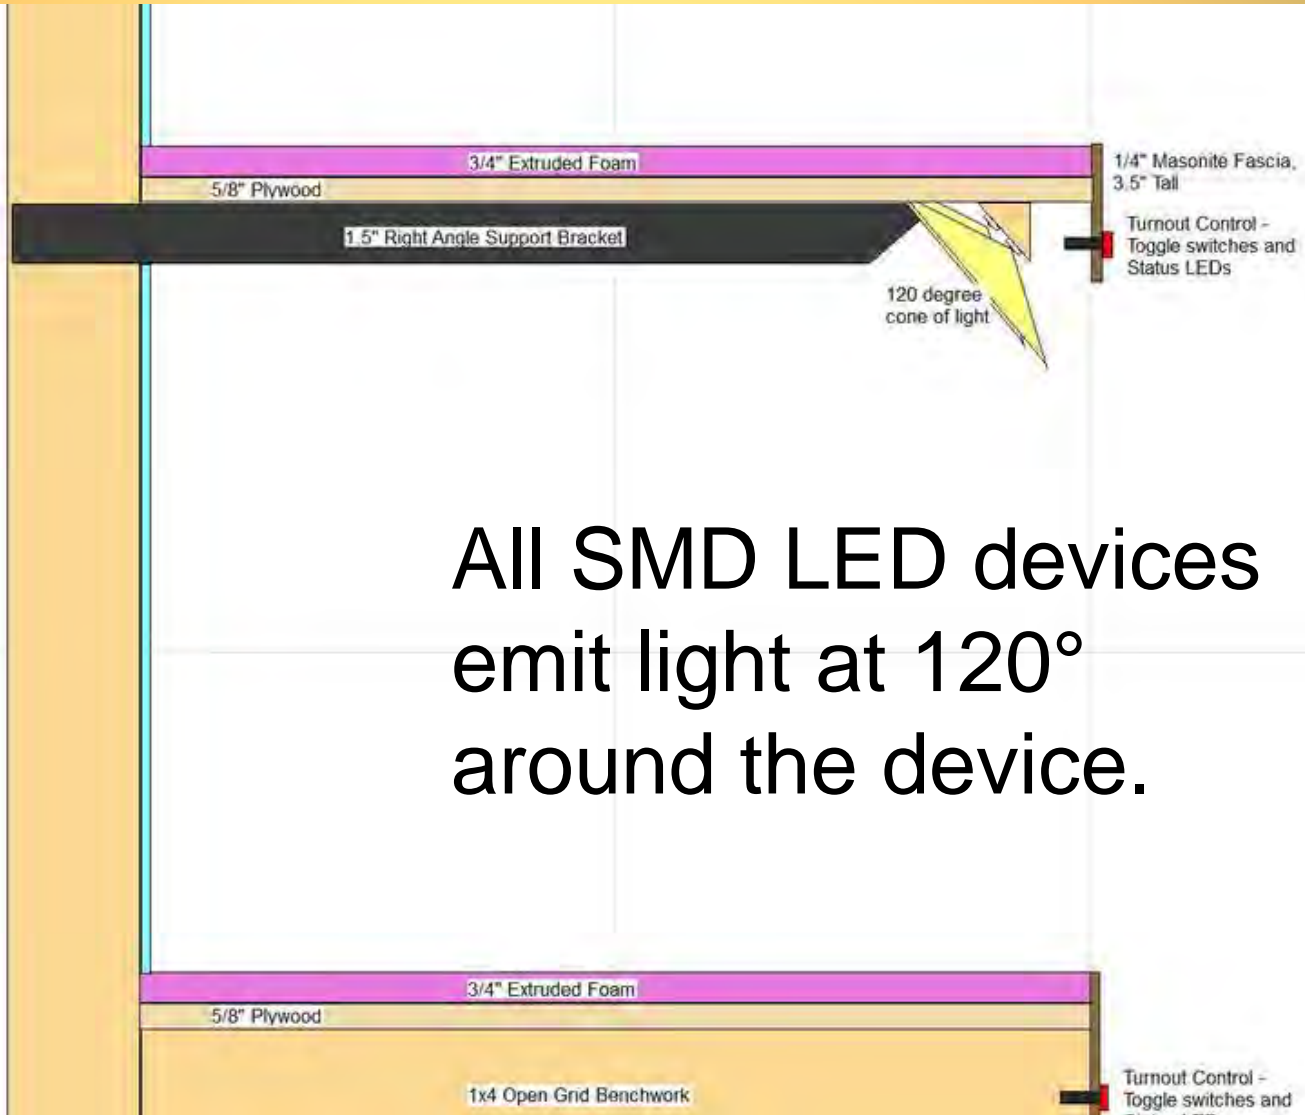 3/4" Extruded Foam
5/8" Plywood
1/4" Masonite Fascia,
3.5" Tall
1.5" Right Angle Support Bracket
Turnout Control -
Toggle switches and
Status LEDs
120 degree
cone of light
All SMD LED devices
emit light at 120°
around the device.
3/4" Extruded Foam
5/8" Plywood
1x4 Open Grid Benchwork
Turnout Control -
Toggle switches and